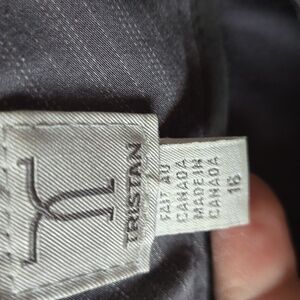 TRISTAN
FAIT AU
CANADA
MADE IN
CANADA
16